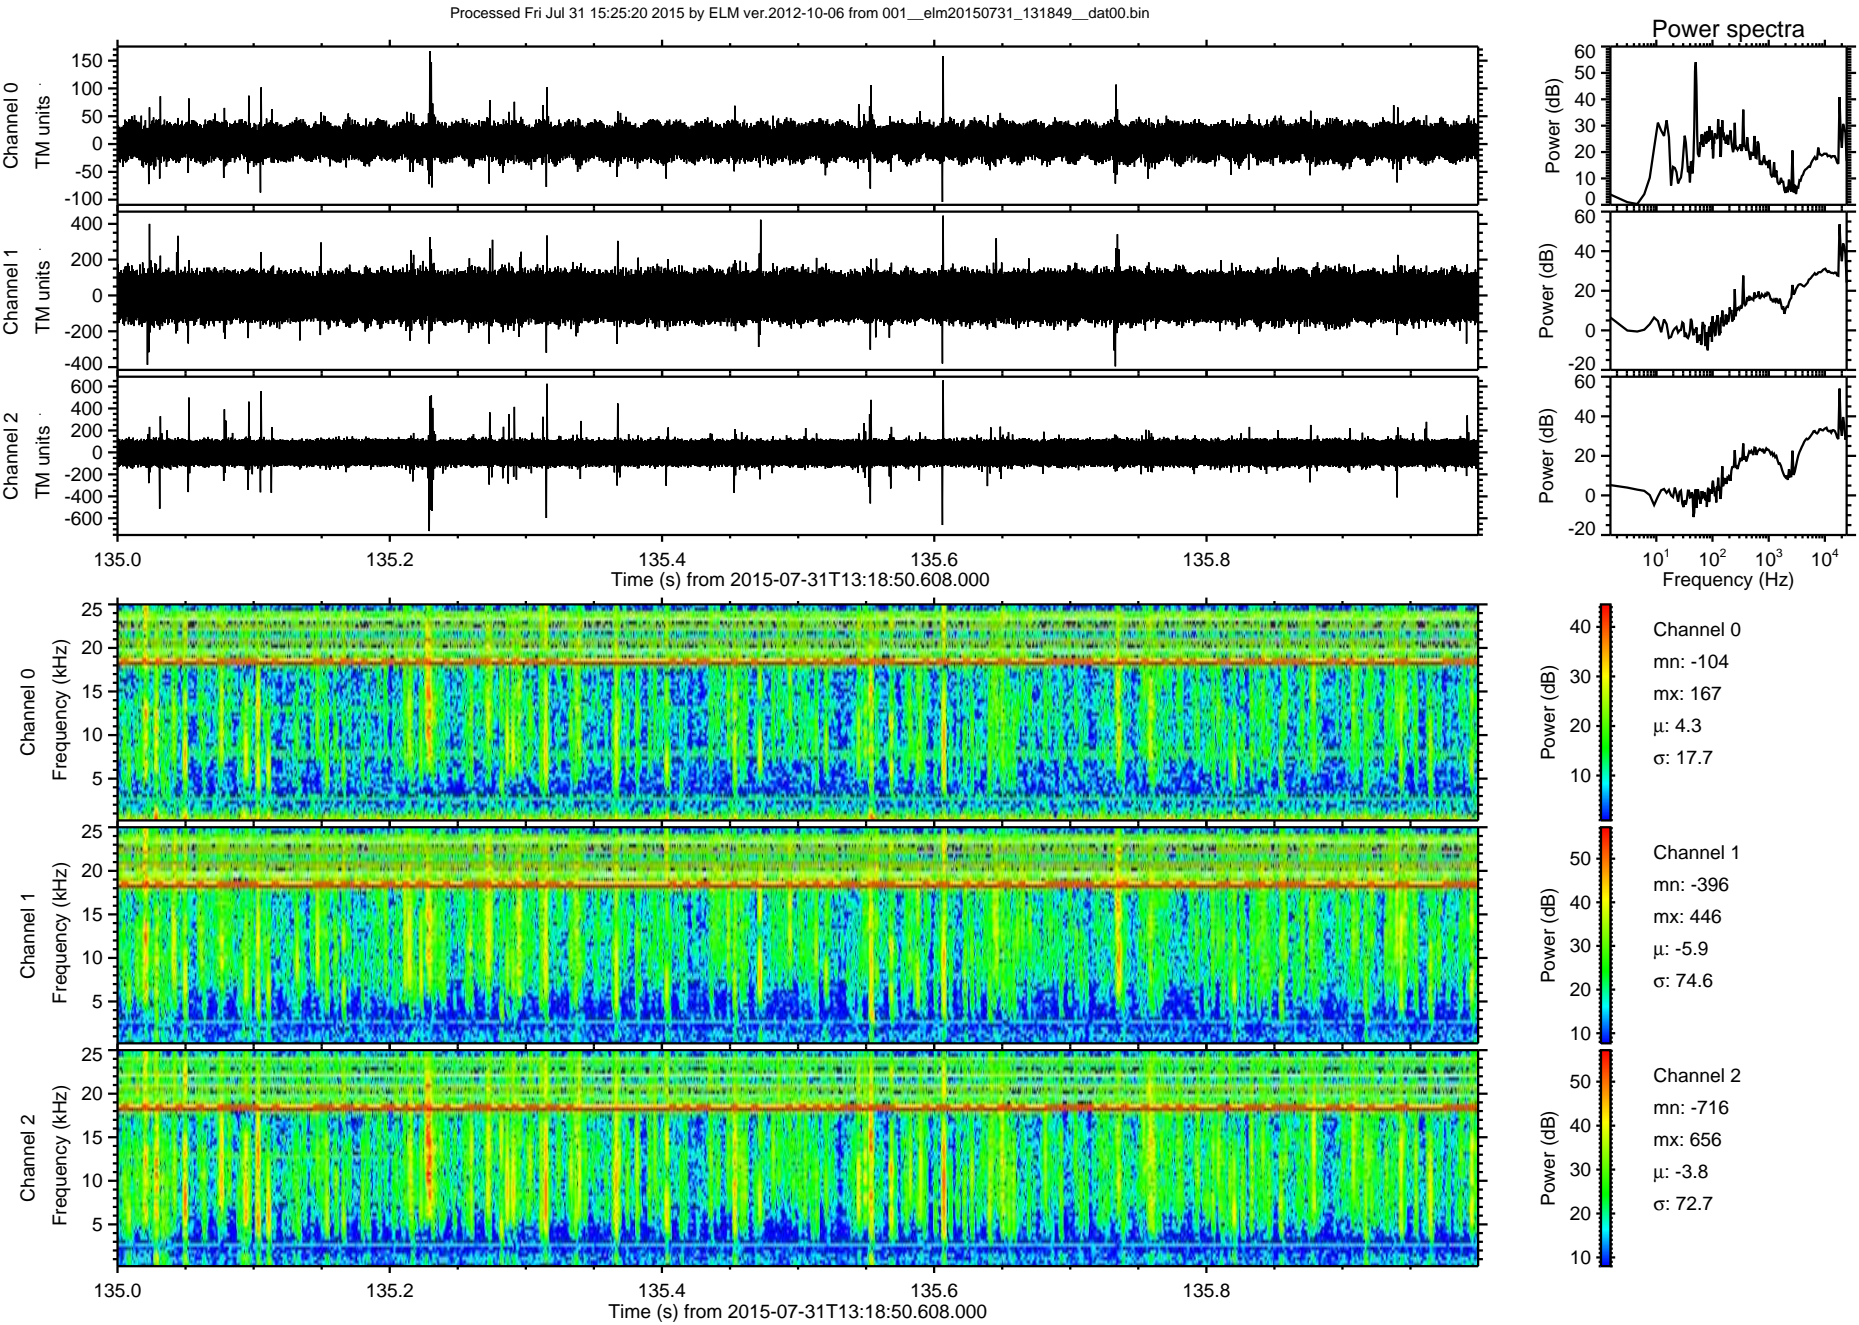 Processed Fri Jul 31 15:25:20 2015 by ELM ver.2012-10-06 from 001__elm20150731_131849__dat00.bin
Power spectra
Channel 0
TM units
150
100
50
0
-50
-100
Power (dB)
60
50
40
30
20
10
0
Channel 1
TM units
400
200
0
-200
-400
Power (dB)
60
40
20
0
-20
Channel 2
TM units
600
400
200
0
-200
-400
-600
Power (dB)
60
40
20
0
-20
135.0 135.2 135.4 135.6 135.8
Time (s) from 2015-07-31T13:18:50.608.000
10¹ 10² 10³ 10⁴
Frequency (Hz)
Channel 0
Frequency (kHz)
25
20
15
10
5
Power (dB)
40
30
20
10
Channel 0
mn: -104
mx: 167
µ: 4.3
σ: 17.7
Channel 1
Frequency (kHz)
25
20
15
10
5
Power (dB)
50
40
30
20
10
Channel 1
mn: -396
mx: 446
µ: -5.9
σ: 74.6
Channel 2
Frequency (kHz)
25
20
15
10
5
Power (dB)
50
40
30
20
10
Channel 2
mn: -716
mx: 656
µ: -3.8
σ: 72.7
135.0 135.2 135.4 135.6 135.8
Time (s) from 2015-07-31T13:18:50.608.000